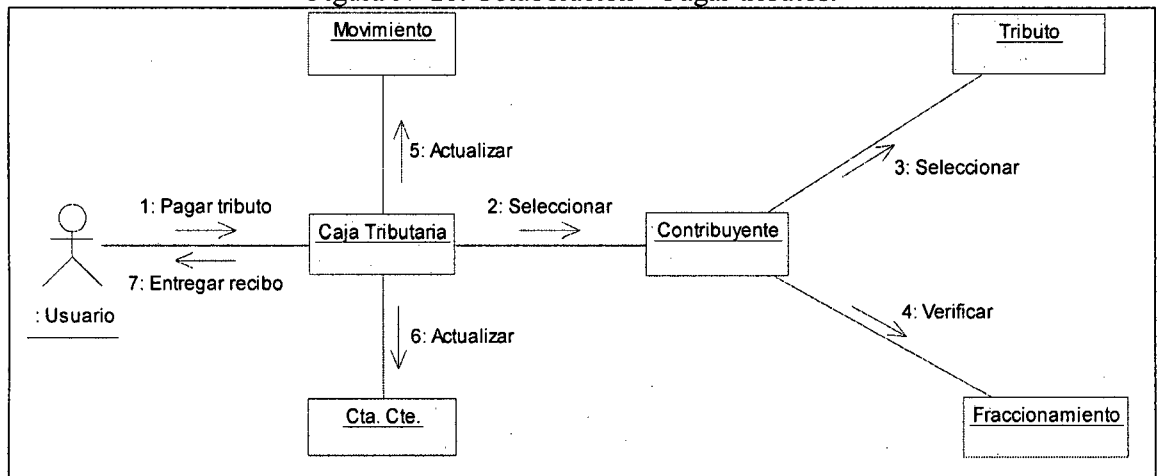 Movimiento
Tributo
5: Actualizar
3: Seleccionar
1: Pagar tributo
2: Seleccionar
Caja Tributaria
Contribuyente
7: Entregar recibo
: Usuario
4: Verificar
6: Actualizar
Cta. Cte.
Fraccionamiento